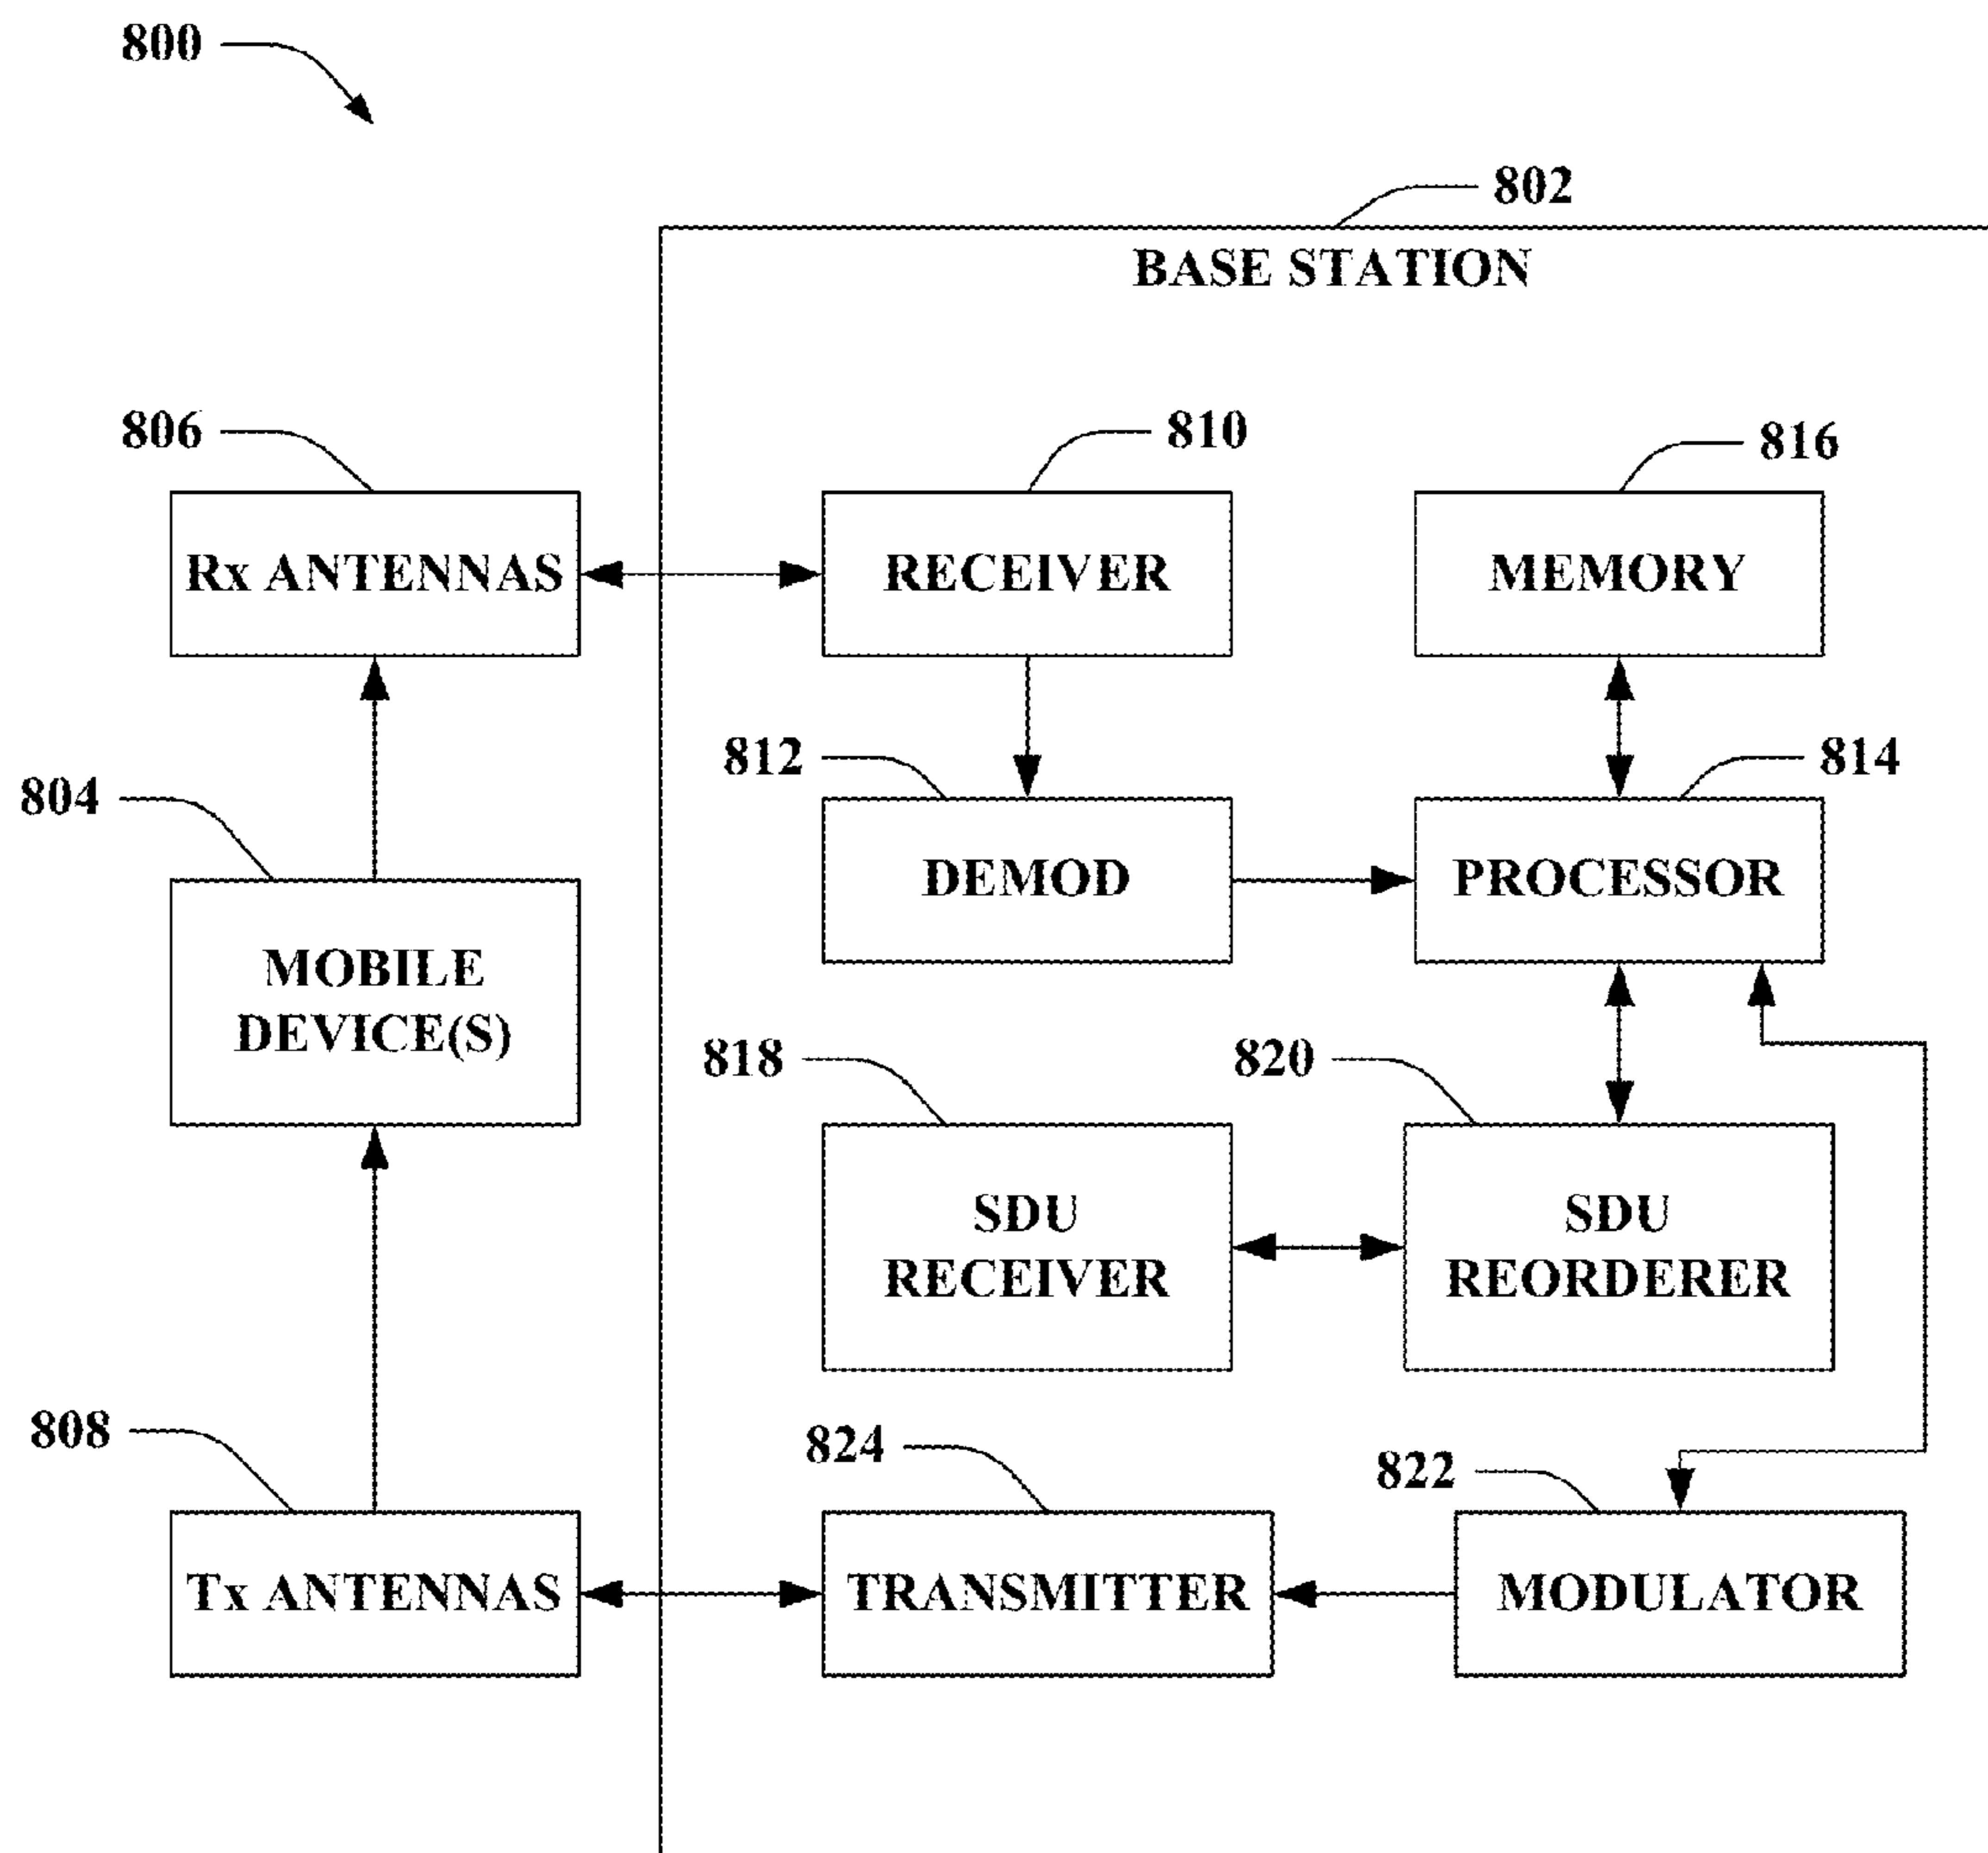 800
802
BASE STATION
806
810
816
Rx ANTENNAS
RECEIVER
MEMORY
812
814
804
DEMOD
PROCESSOR
MOBILE
DEVICE(S)
818
820
SDU
RECEIVER
SDU
REORDERER
808
824
822
Tx ANTENNAS
TRANSMITTER
MODULATOR